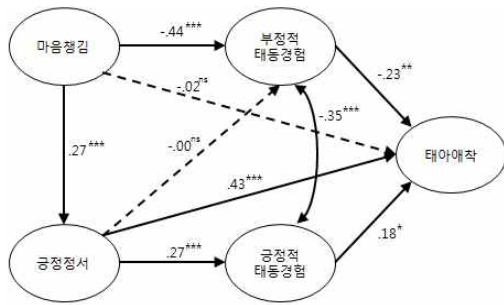 마음챙김
-.44***
부정적
태동경험
-.02ns
-.23**
-.35***
.27***
-.00ns
태아애착
.43***
.18*
긍정정서
.27***
긍정적
태동경험